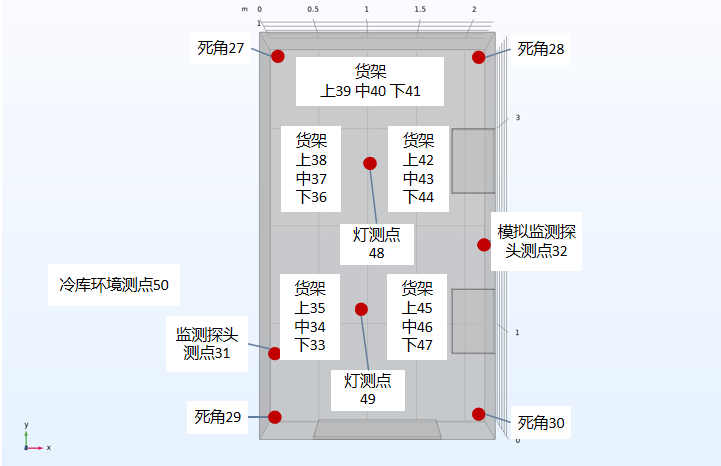 m 0 0.5 1 1.5 2
1
死角27
死角28
货架
上39 中40 下41
3
货架
上38
中37
下36
货架
上42
中43
下44
灯测点
48
模拟监测探
头测点32
冷库环境测点50
货架
上35
中34
下33
货架
上45
中46
下47
监测探头
测点31
1
灯测点
49
死角29
死角30
0
y
z
x